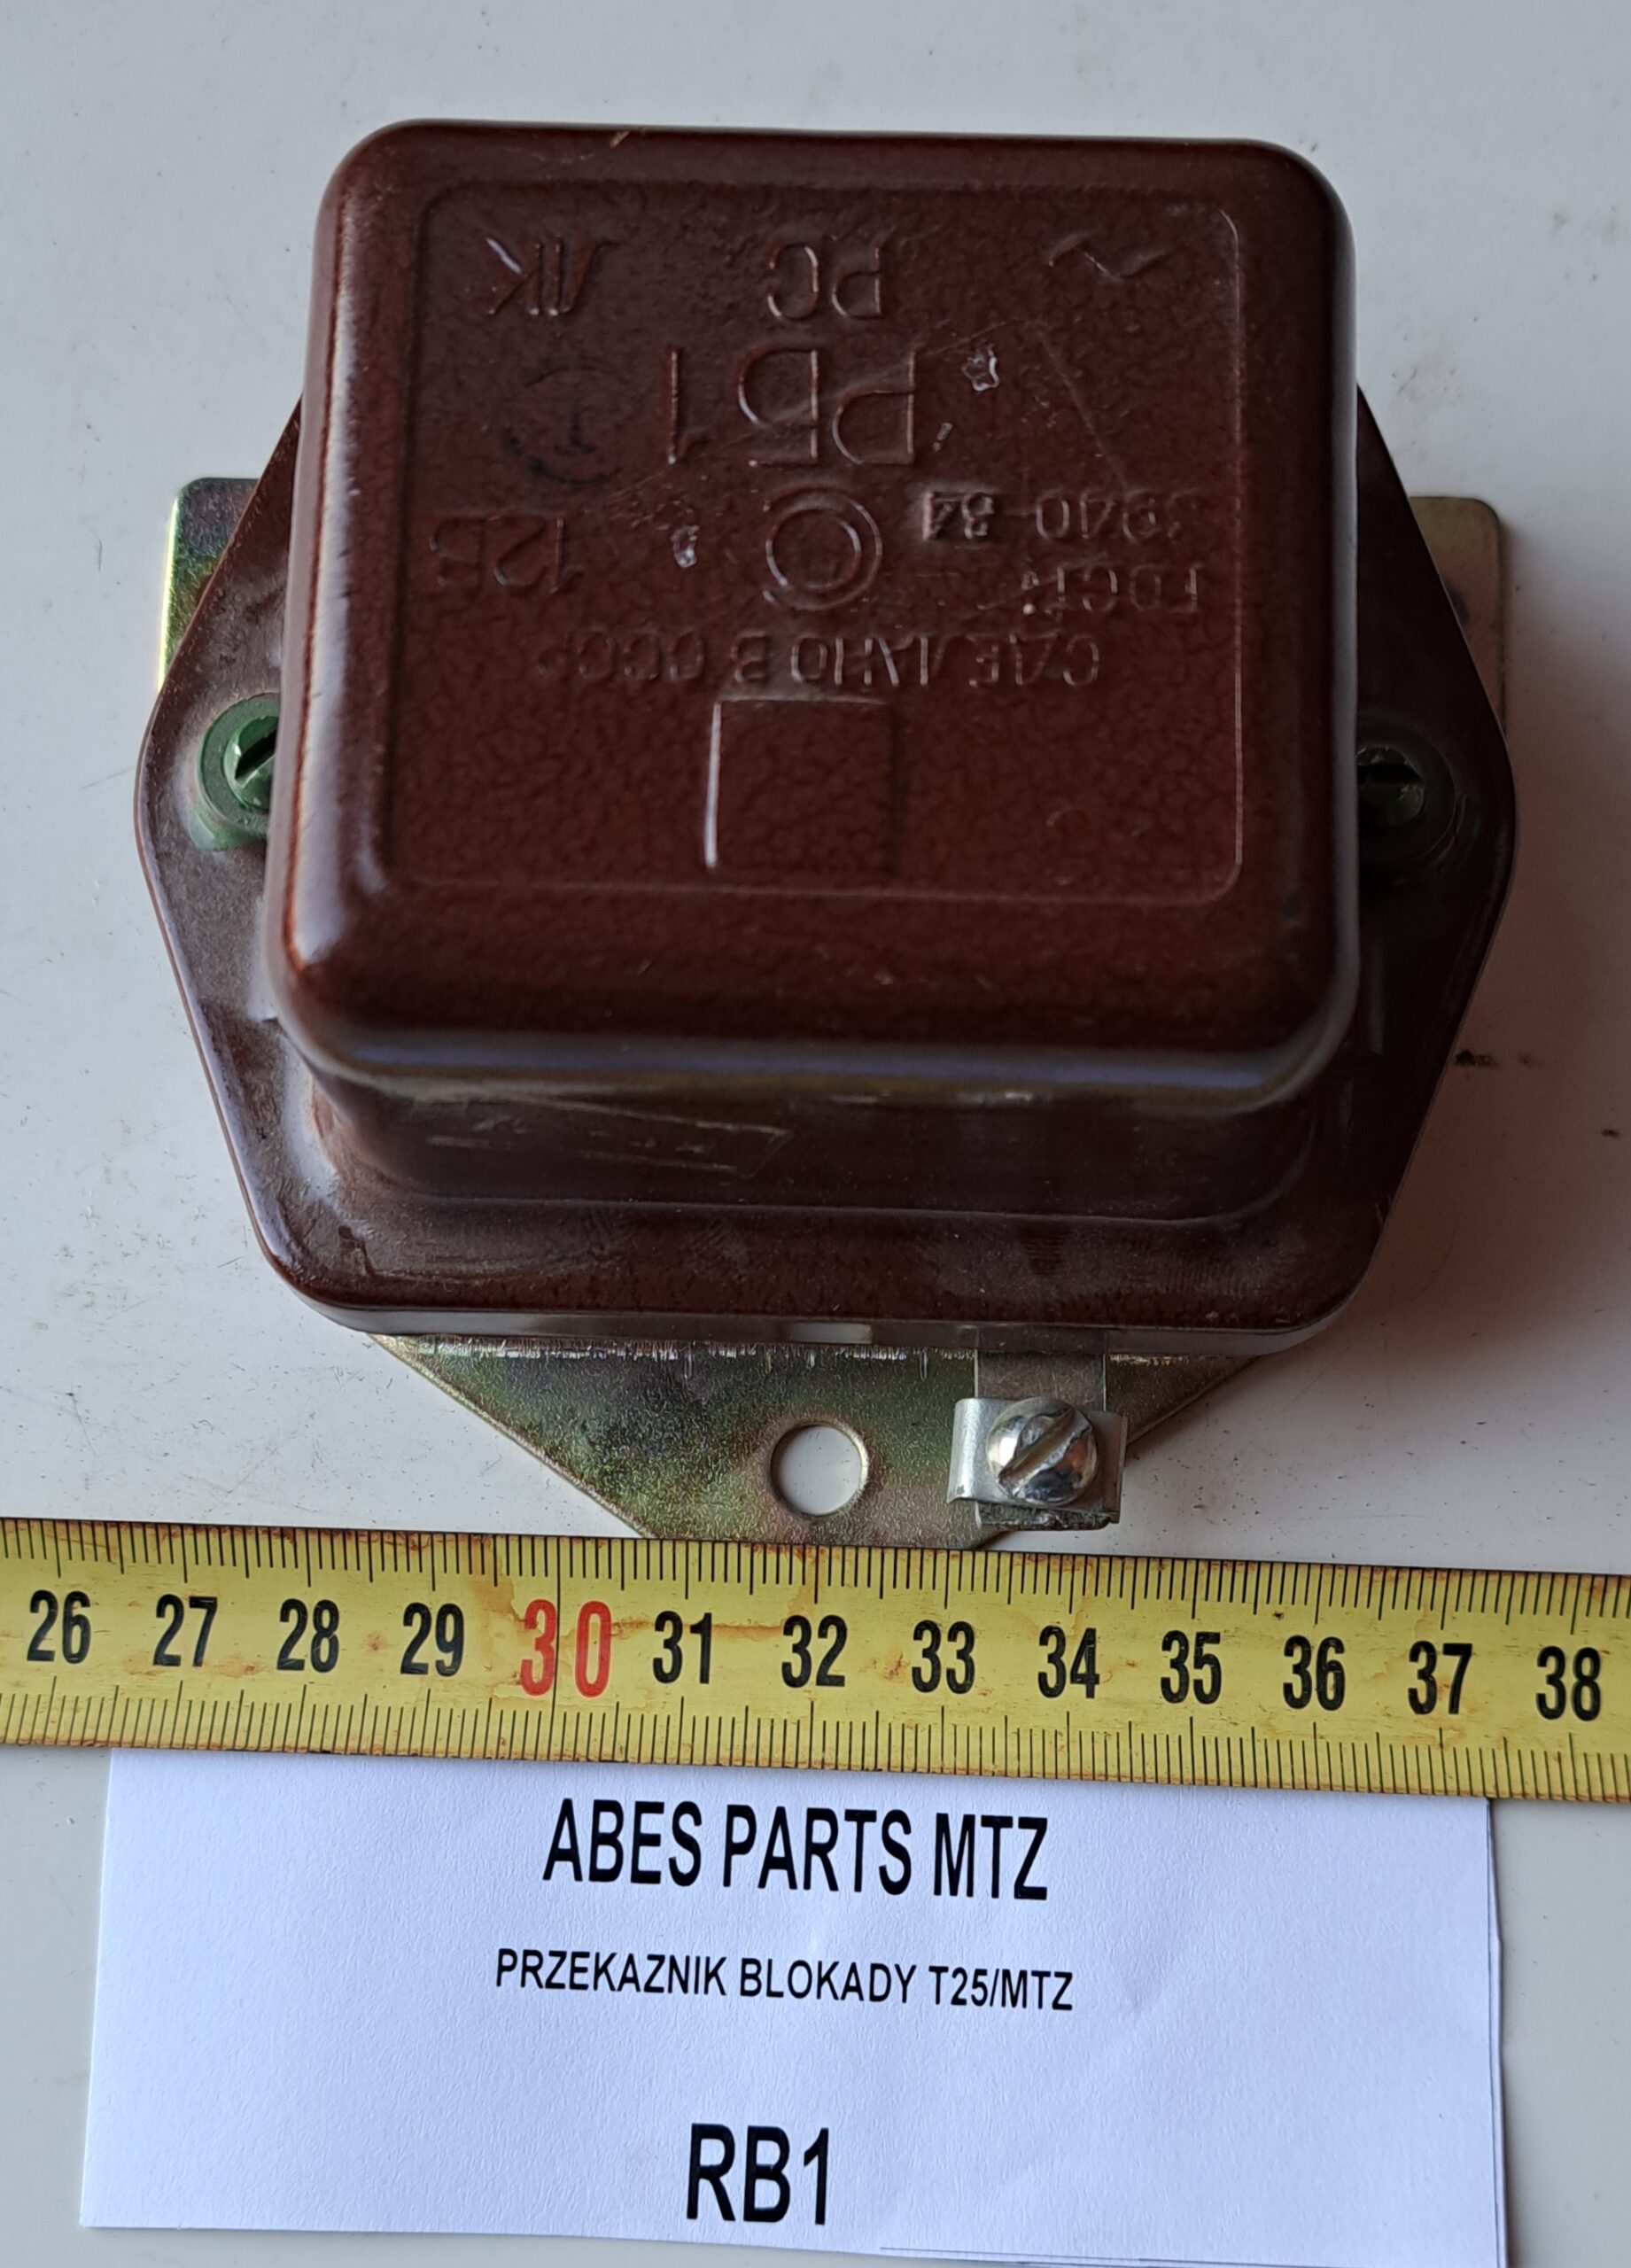 СДЕЛАНО В СССР
ГОСТ
3940-84
12В
РБ1
РС
ЛК
26 27 28 29 30 31 32 33 34 35 36 37 38
ABES PARTS MTZ
PRZEKAZNIK BLOKADY T25/MTZ
RB1